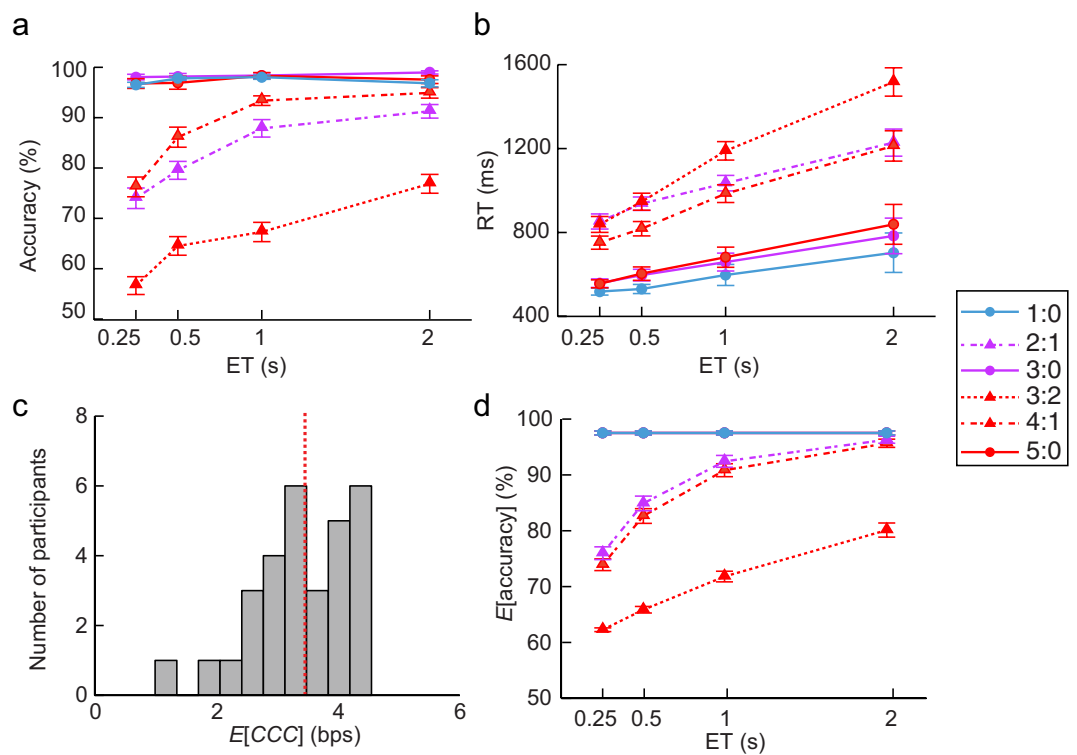 a
Accuracy (%)
100
90
80
70
60
50
0.25 0.5 1 2
ET (s)
b
RT (ms)
1600
1200
800
400
0.25 0.5 1 2
ET (s)
1:0
2:1
3:0
3:2
4:1
5:0
c
Number of participants
8
6
4
2
0
0 2 4 6
E[CCC] (bps)
d
E[accuracy] (%)
100
90
80
70
60
50
0.25 0.5 1 2
ET (s)